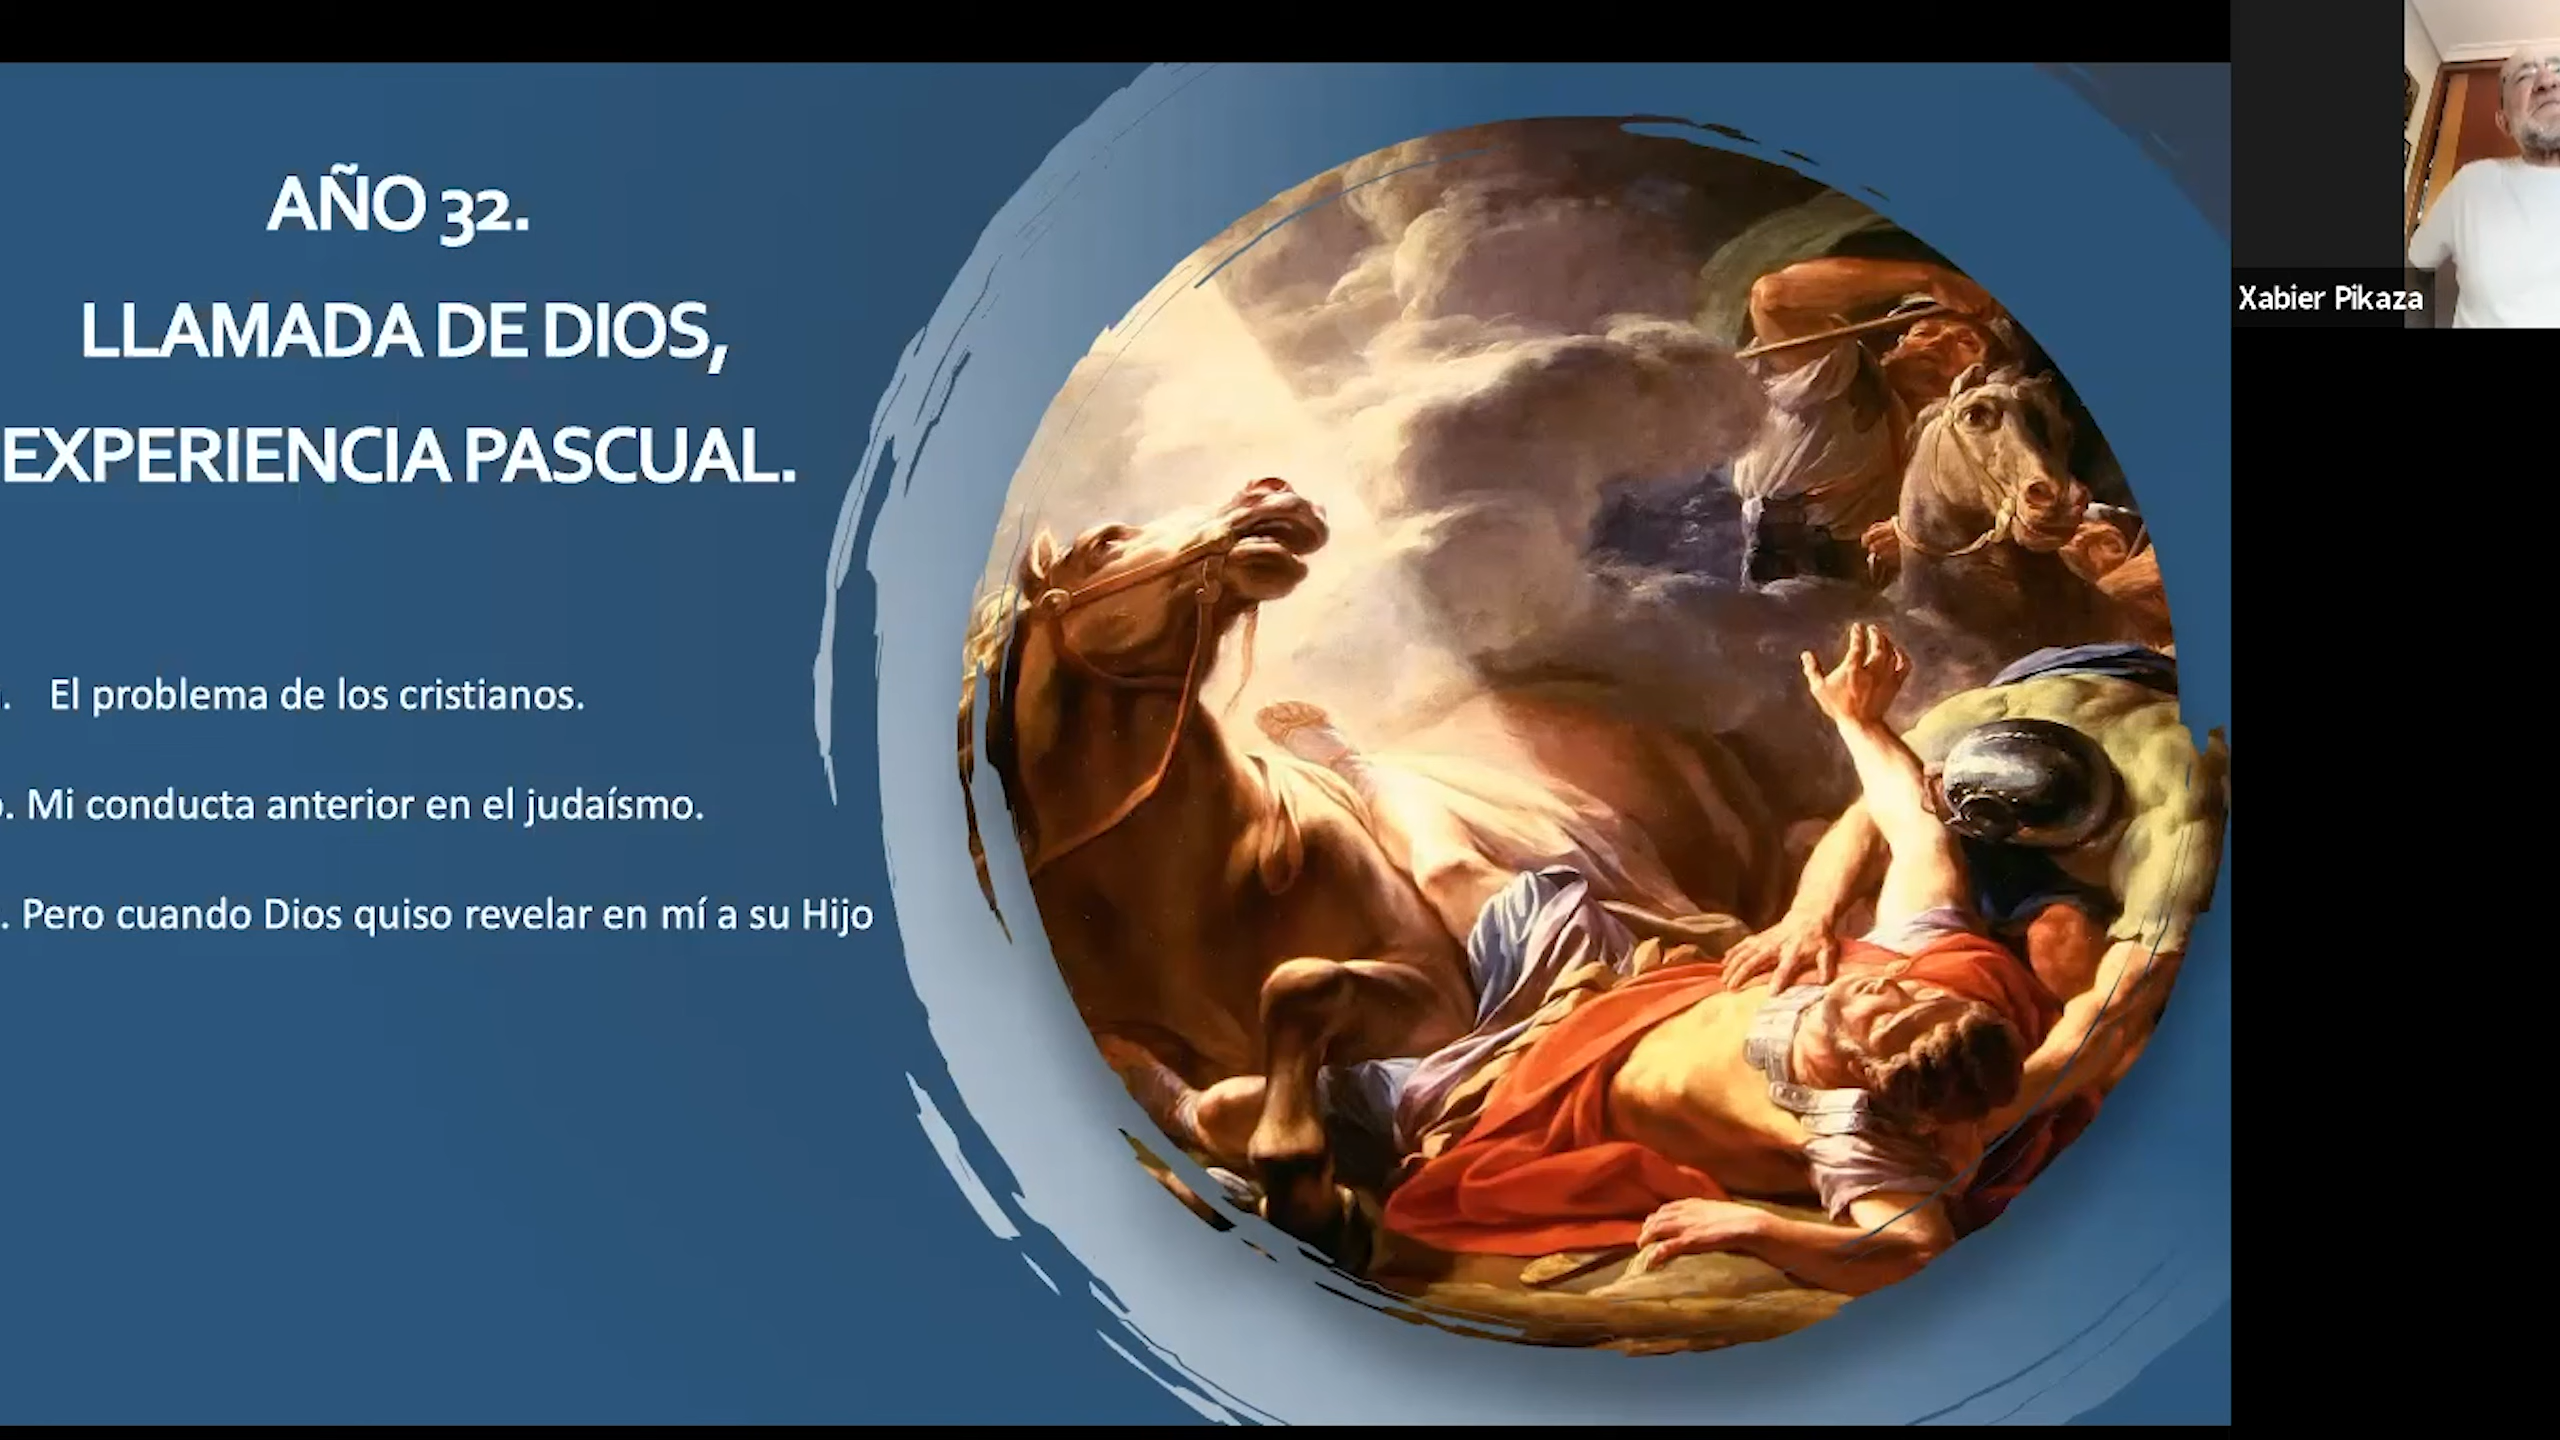 AÑO 32.
LLAMADA DE DIOS,
EXPERIENCIA PASCUAL.
. El problema de los cristianos.
. Mi conducta anterior en el judaísmo.
. Pero cuando Dios quiso revelar en mí a su Hijo
Xabier Pikaza